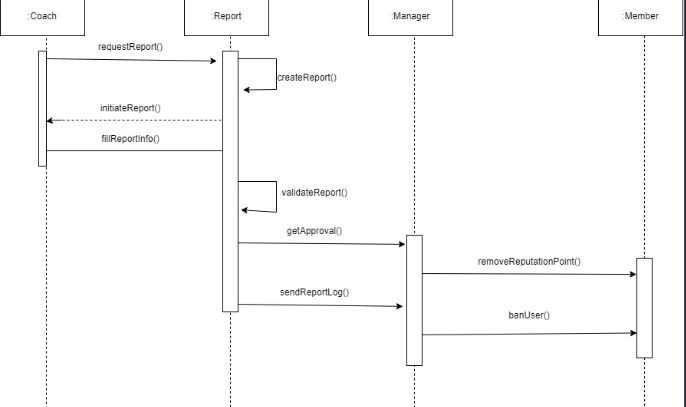 :Coach
:Report
:Manager
:Member
requestReport()
createReport()
initiateReport()
fillReportInfo()
validateReport()
getApproval()
removeReputationPoint()
sendReportLog()
banUser()